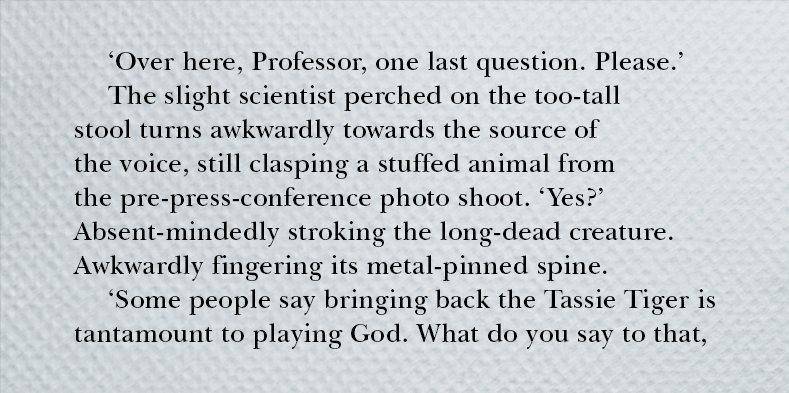 ‘Over here, Professor, one last question. Please.’
The slight scientist perched on the too-tall
stool turns awkwardly towards the source of
the voice, still clasping a stuffed animal from
the pre-press-conference photo shoot. ‘Yes?’
Absent-mindedly stroking the long-dead creature.
Awkwardly fingering its metal-pinned spine.
‘Some people say bringing back the Tassie Tiger is
tantamount to playing God. What do you say to that,